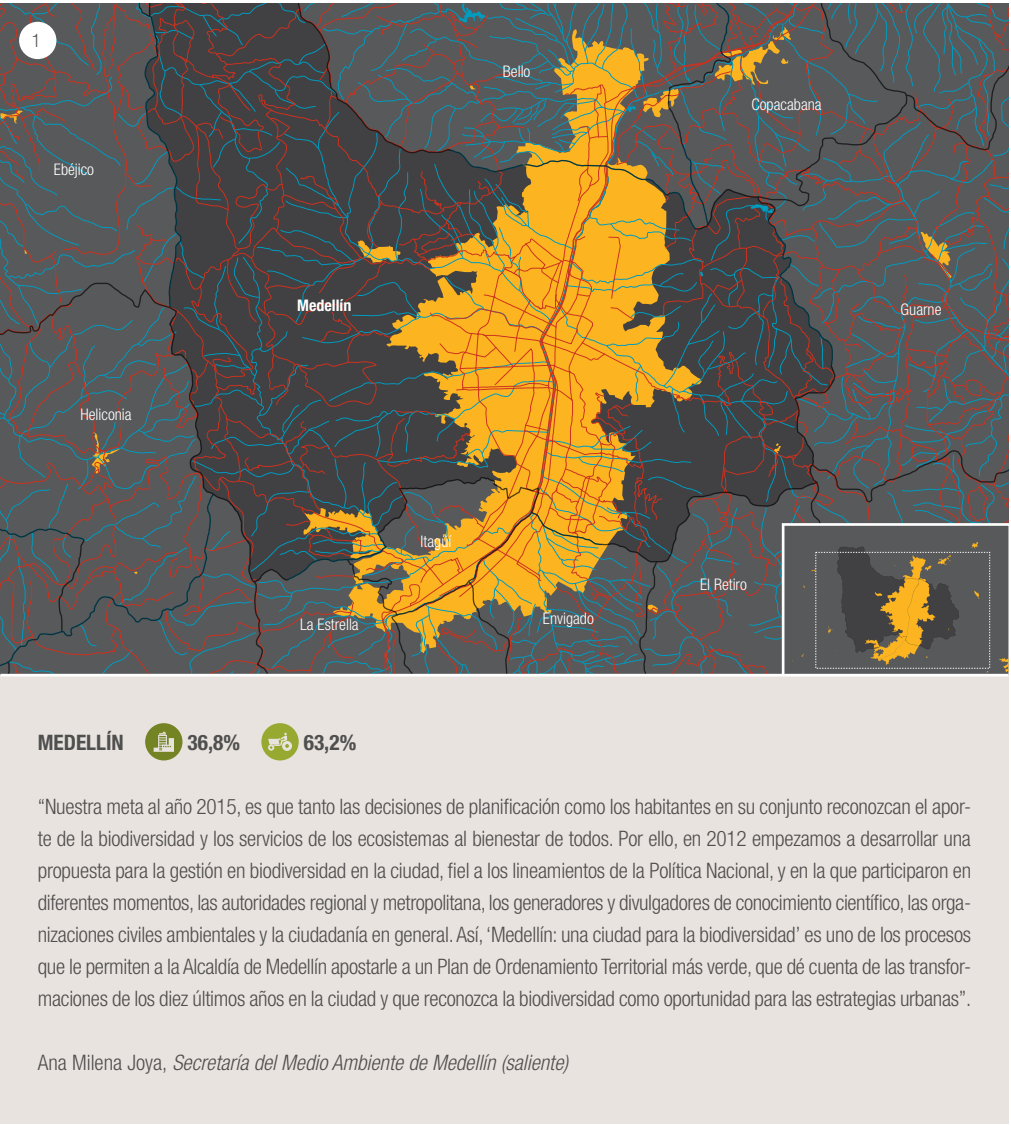 1
Bello
Copacabana
Ebéjico
Medellín
Guarne
Heliconia
Itagüí
El Retiro
La Estrella
Envigado
MEDELLÍN 36,8% 63,2%
“Nuestra meta al año 2015, es que tanto las decisiones de planificación como los habitantes en su conjunto reconozcan el apor-
te de la biodiversidad y los servicios de los ecosistemas al bienestar de todos. Por ello, en 2012 empezamos a desarrollar una
propuesta para la gestión en biodiversidad en la ciudad, fiel a los lineamientos de la Política Nacional, y en la que participaron en
diferentes momentos, las autoridades regional y metropolitana, los generadores y divulgadores de conocimiento científico, las orga-
nizaciones civiles ambientales y la ciudadanía en general. Así, ‘Medellín: una ciudad para la biodiversidad’ es uno de los procesos
que le permiten a la Alcaldía de Medellín apostarle a un Plan de Ordenamiento Territorial más verde, que dé cuenta de las transfor-
maciones de los diez últimos años en la ciudad y que reconozca la biodiversidad como oportunidad para las estrategias urbanas”.
Ana Milena Joya, Secretaría del Medio Ambiente de Medellín (saliente)